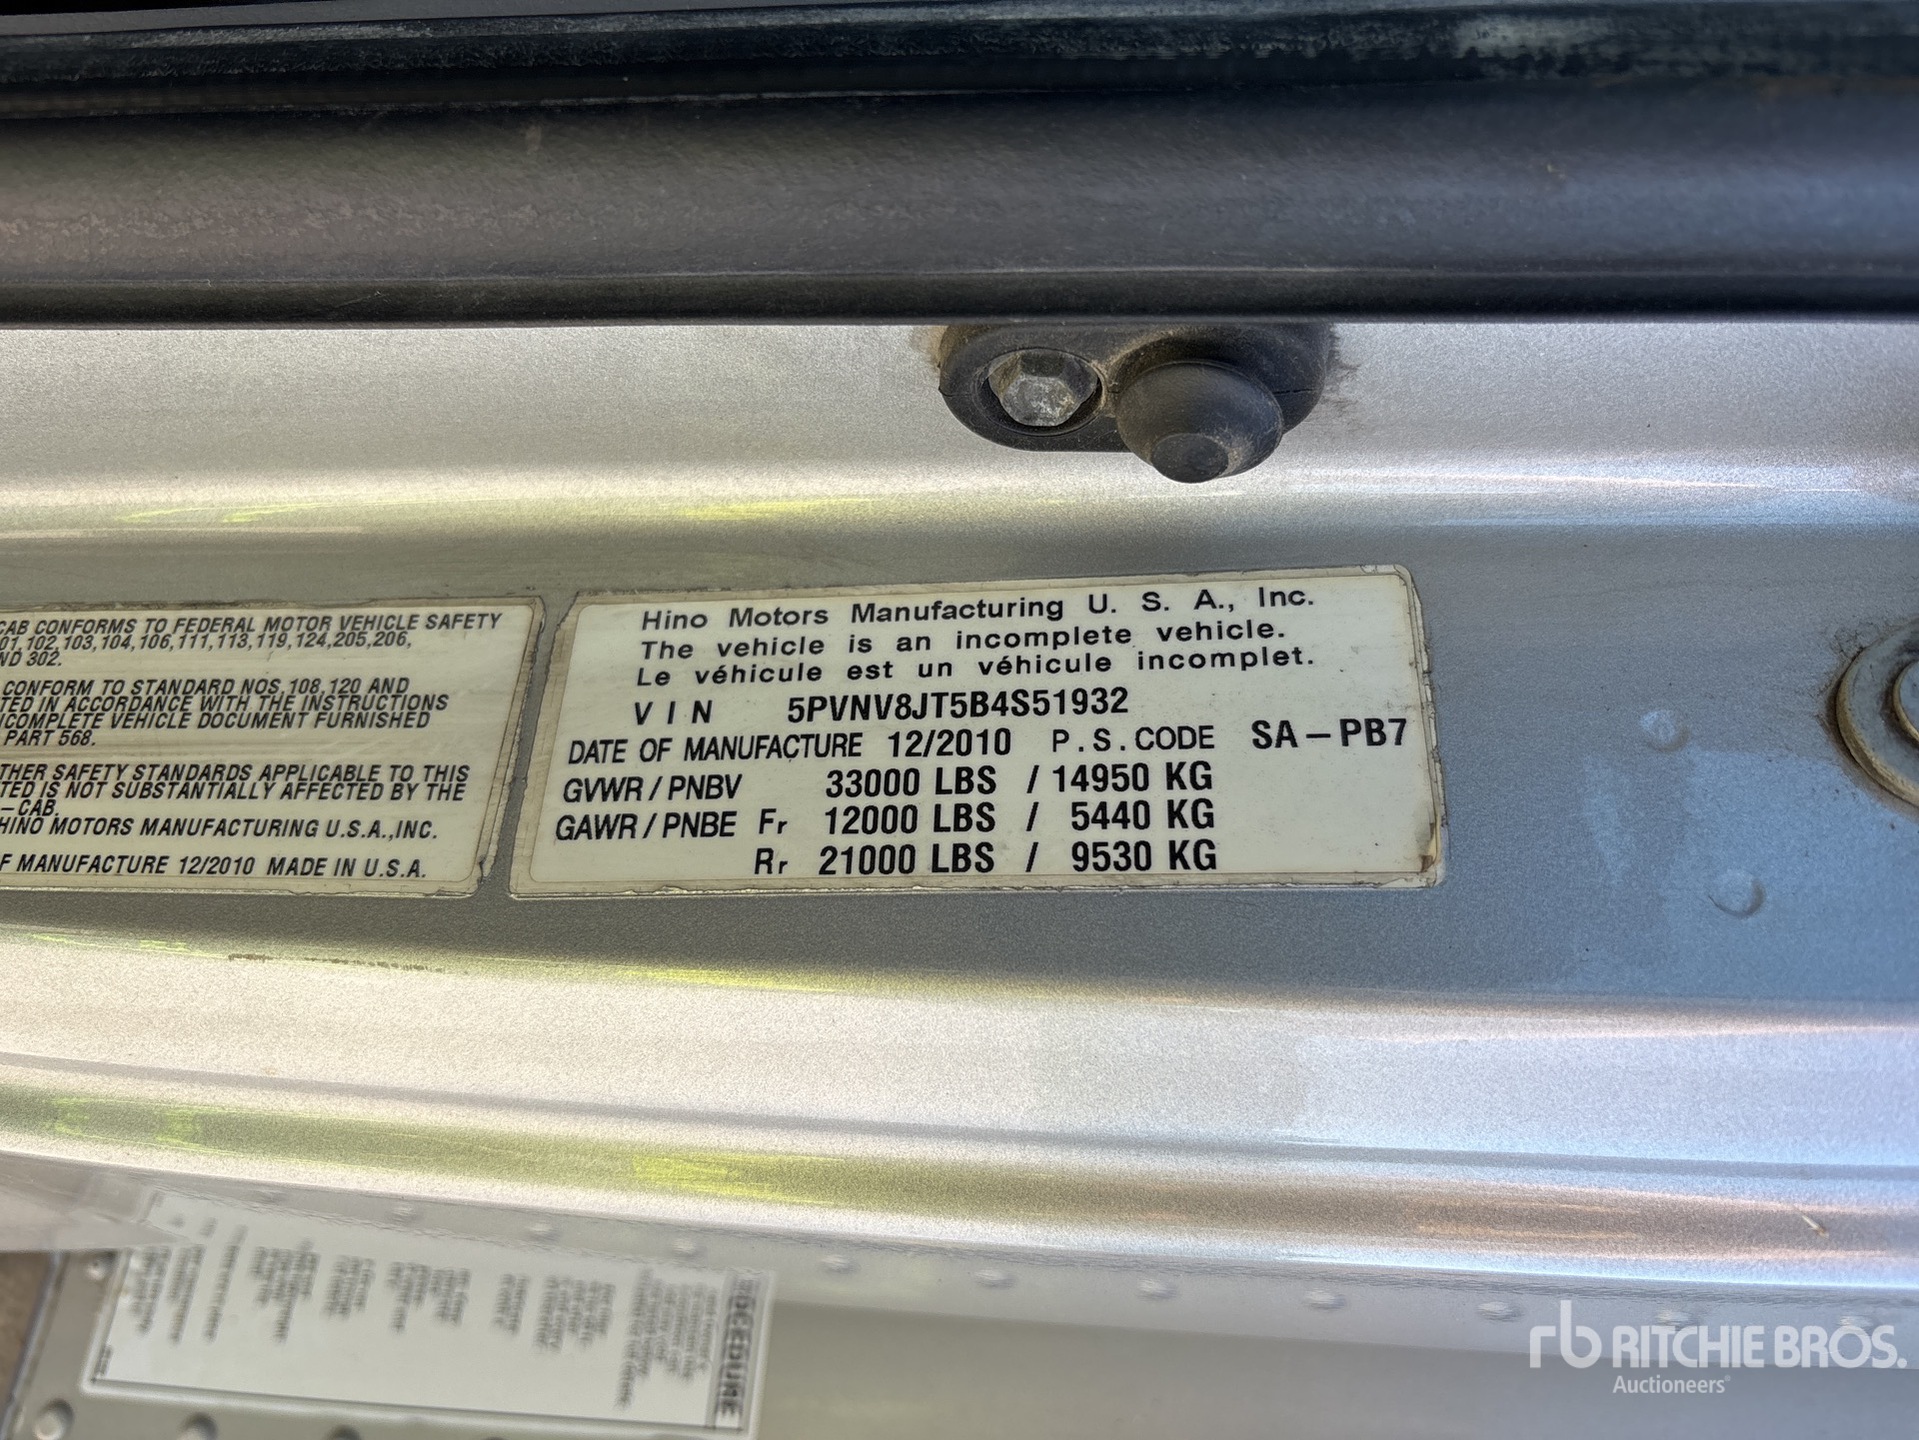 CAB CONFORMS TO FEDERAL MOTOR VEHICLE SAFETY
01,102,103,104,106,111,113,119,124,205,206,
ND 302.
CONFORM TO STANDARD NOS.108,120 AND
TED IN ACCORDANCE WITH THE INSTRUCTIONS
NCOMPLETE VEHICLE DOCUMENT FURNISHED
PART 568.
THER SAFETY STANDARDS APPLICABLE TO THIS
TED IS NOT SUBSTANTIALLY AFFECTED BY THE
-CAB.
HINO MOTORS MANUFACTURING U.S.A.,INC.
F MANUFACTURE 12/2010 MADE IN U.S.A.
Hino Motors Manufacturing U. S. A., Inc.
The vehicle is an incomplete vehicle.
Le véhicule est un véhicule incomplet.
VIN 5PVNV8JT5B4S51932
DATE OF MANUFACTURE 12/2010 P.S.CODE SA-PB7
GVWR/PNBV 33000 LBS / 14950 KG
GAWR/PNBE Fr 12000 LBS / 5440 KG
Rr 21000 LBS / 9530 KG
rb RITCHIE BROS.
Auctioneers